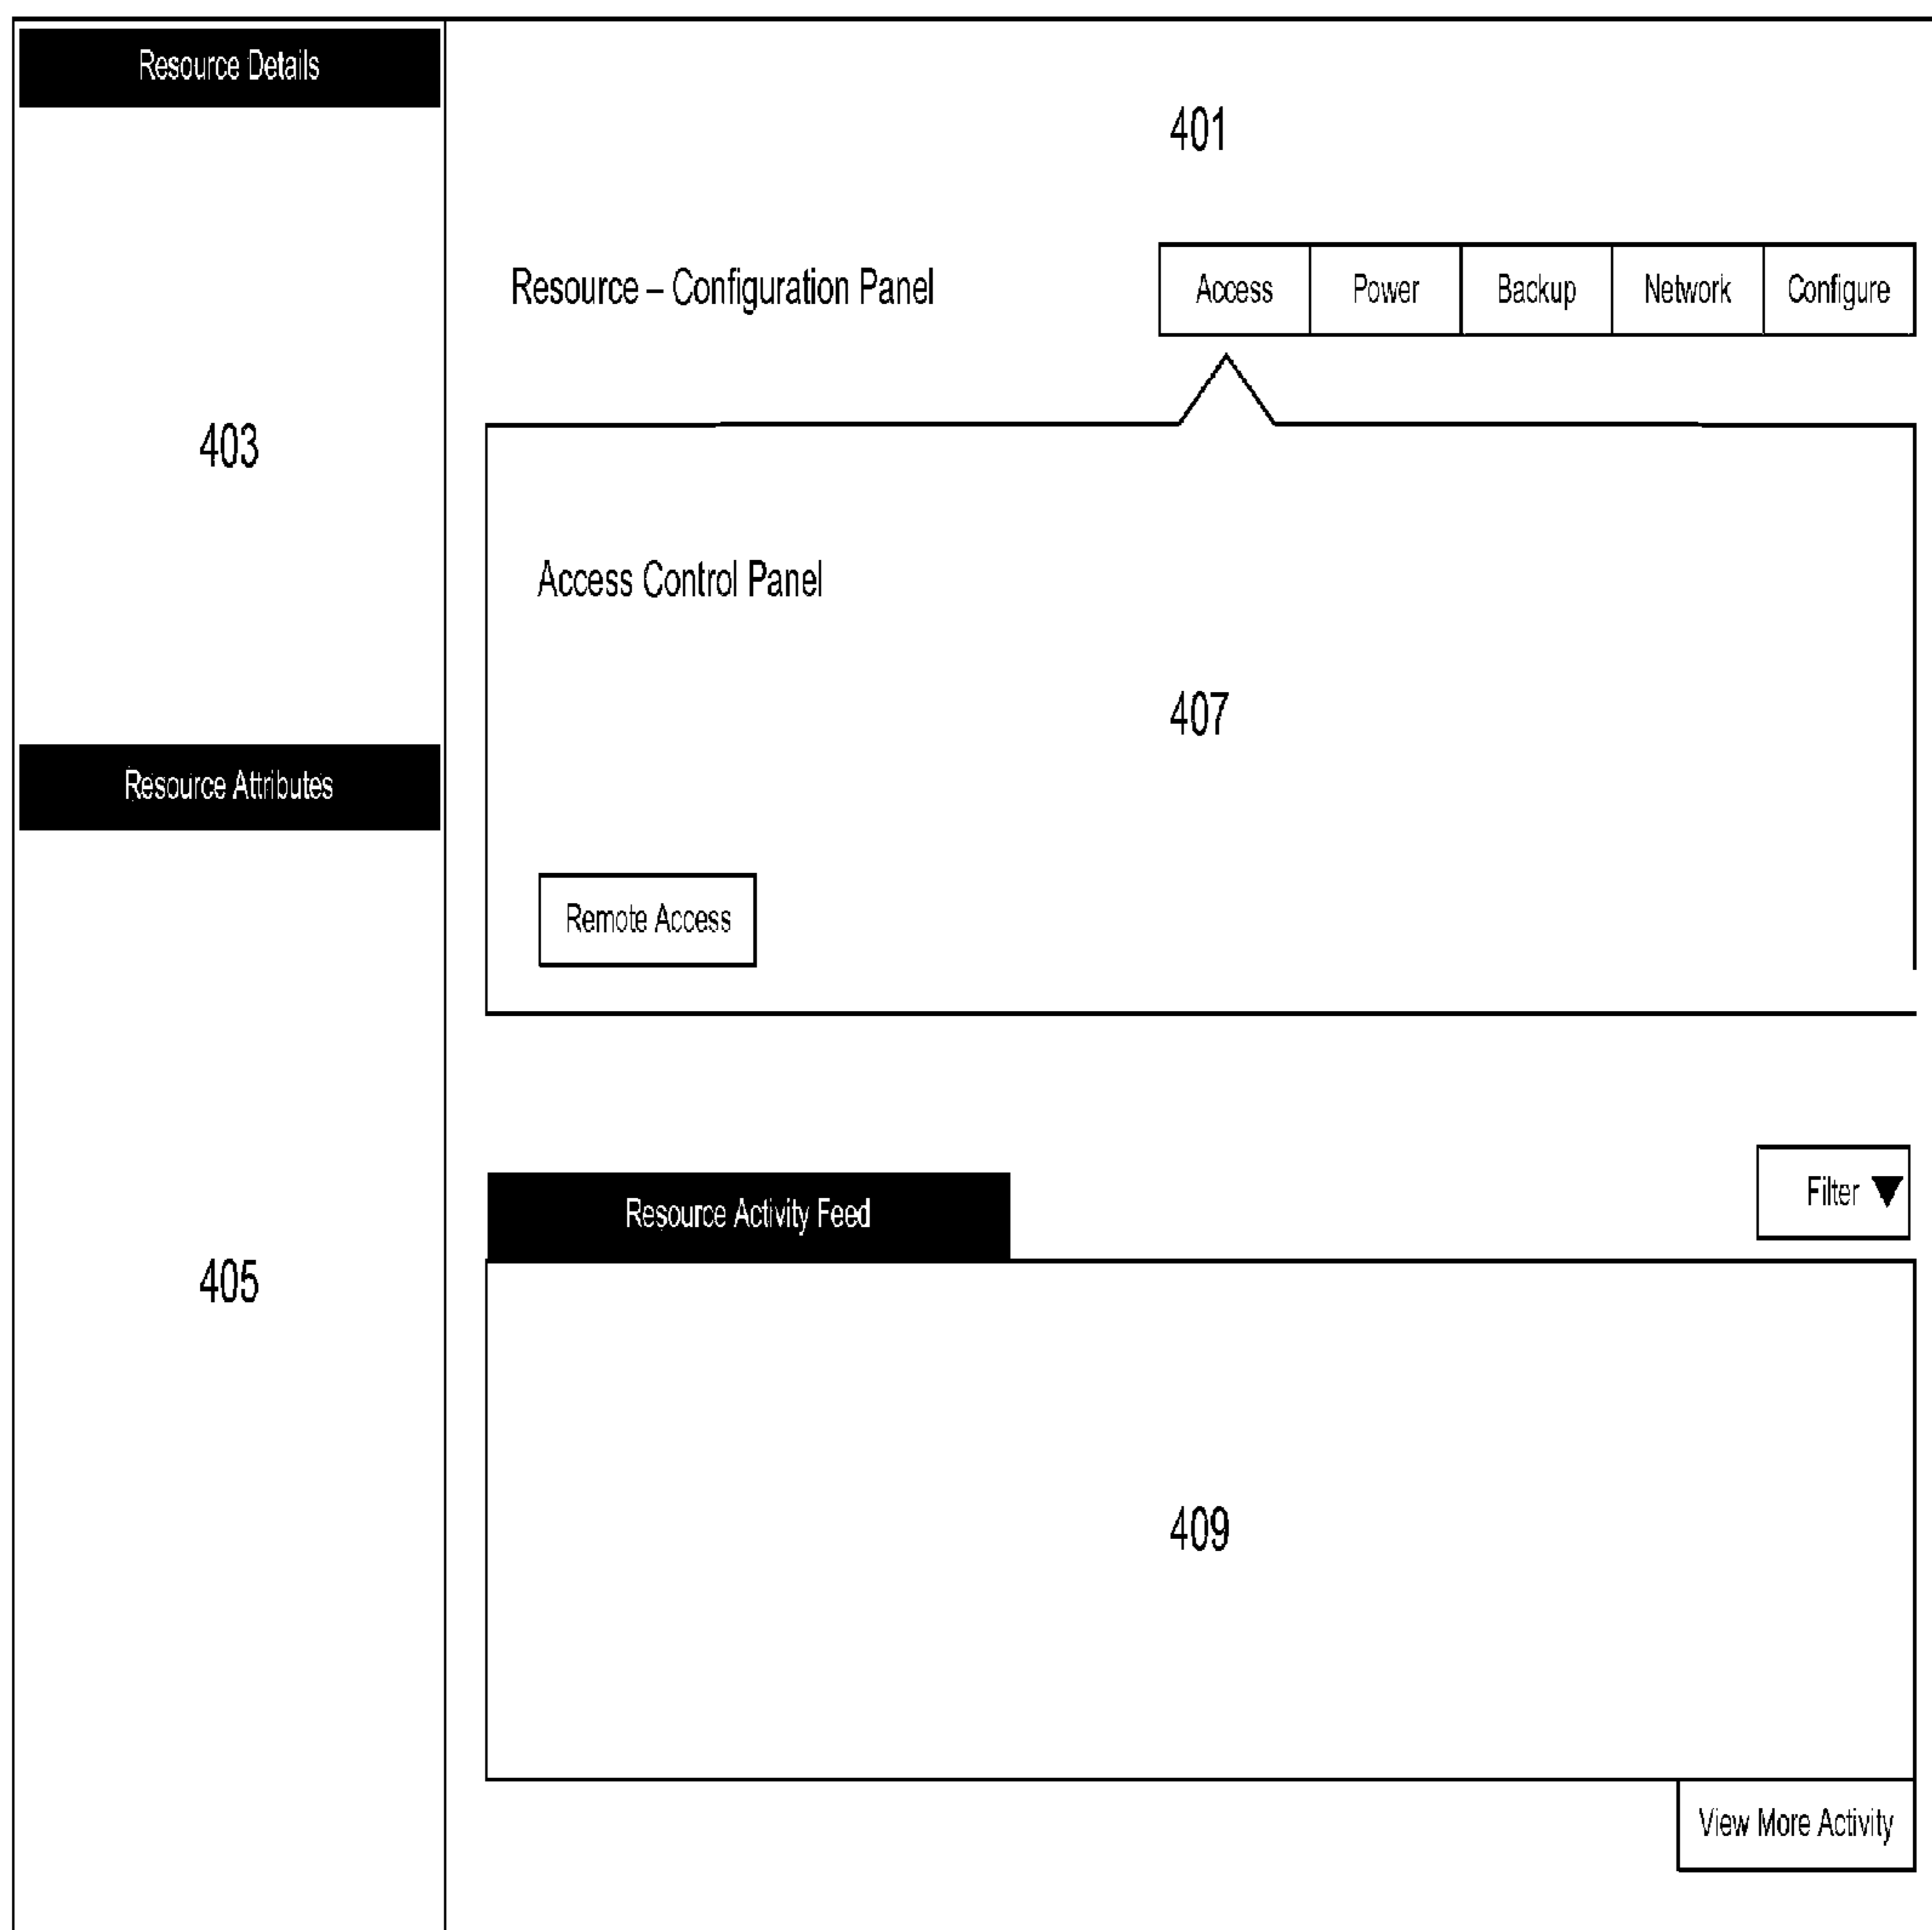 Resource Details
403
Resource Attributes
405
401
Resource – Configuration Panel
Access
Power
Backup
Network
Configure
Access Control Panel
407
Remote Access
Filter
Resource Activity Feed
409
View More Activity